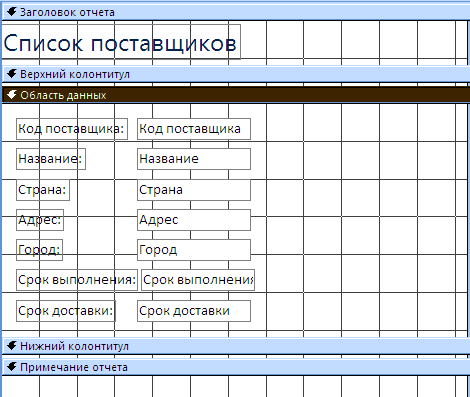 Заголовок отчета
Список поставщиков
Верхний колонтитул
Область данных
Код поставщика: Код поставщика
Название: Название
Страна: Страна
Адрес: Адрес
Город: Город
Срок выполнения: Срок выполнения
Срок доставки: Срок доставки
Нижний колонтитул
Примечание отчета